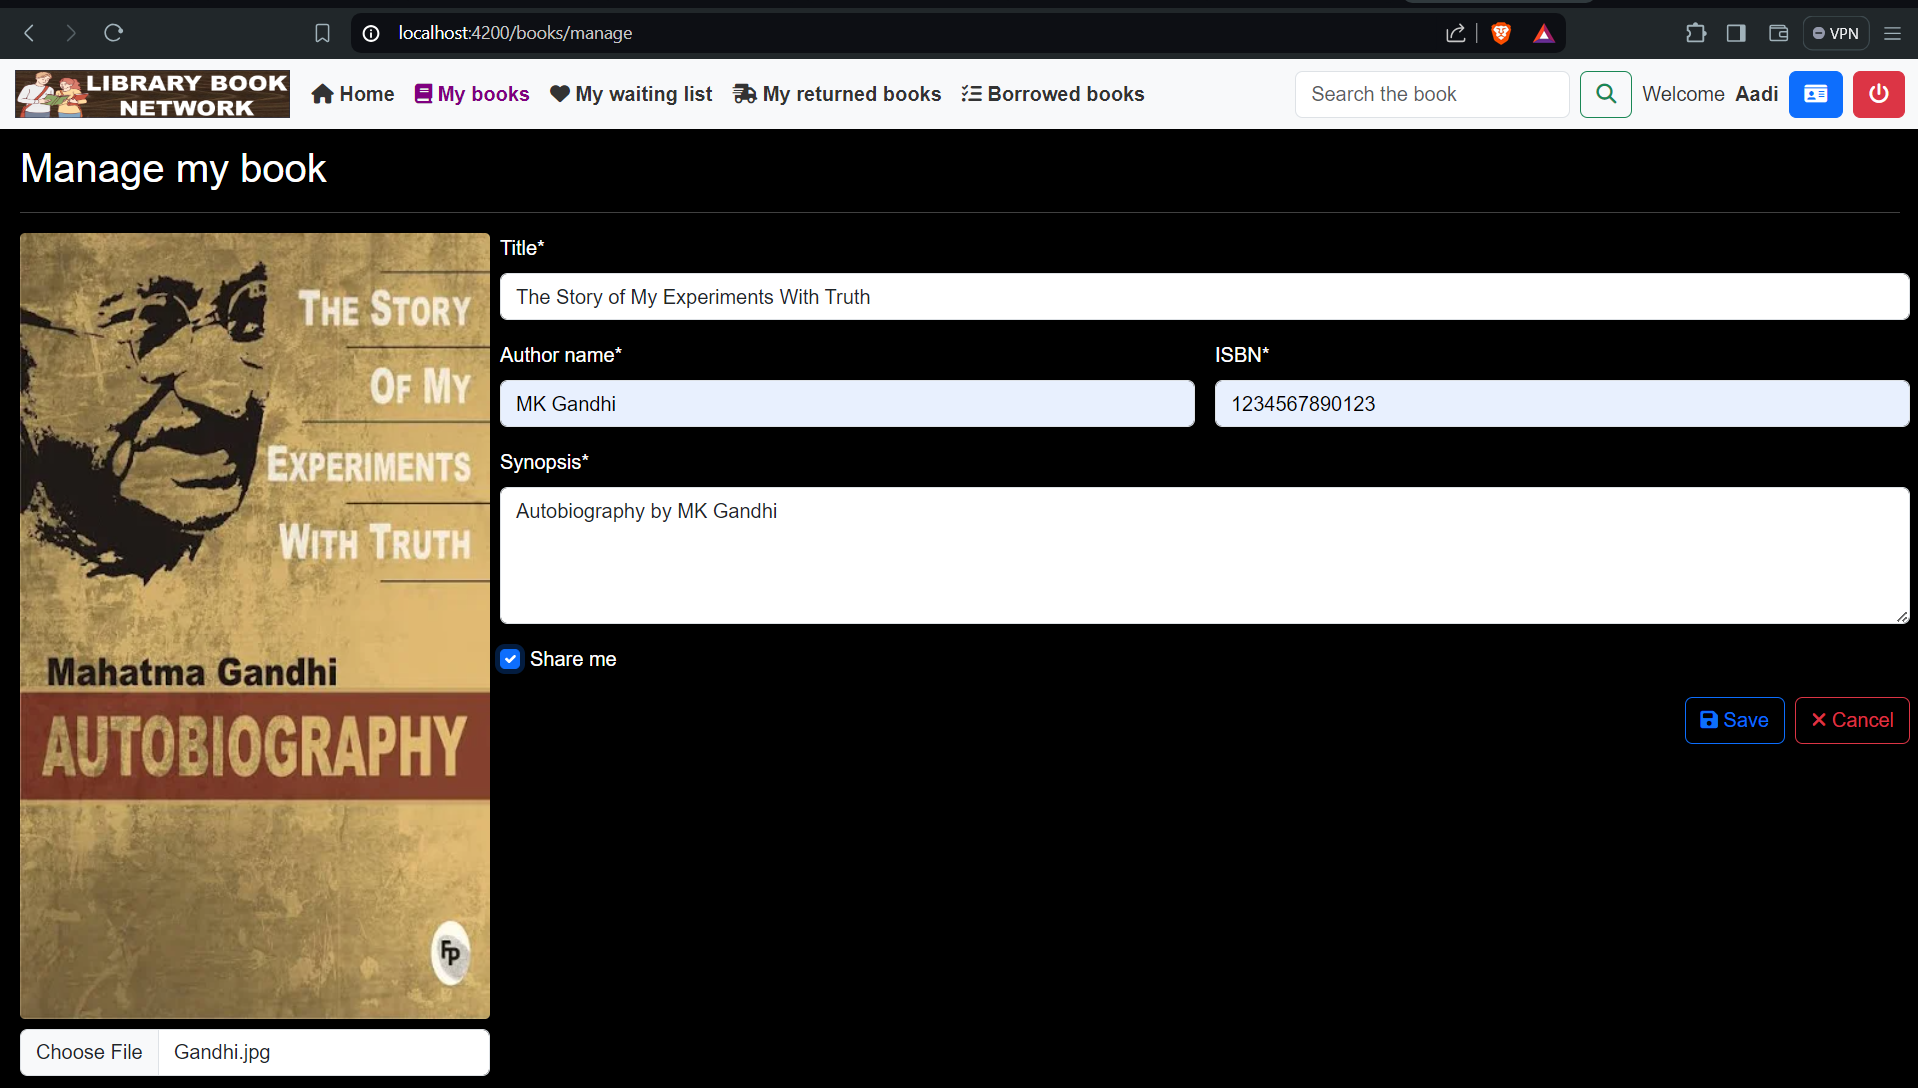 localhost:4200/books/manage
VPN
LIBRARY BOOK
NETWORK
Home
My books
My waiting list
My returned books
Borrowed books
Search the book
Welcome Aadi
Manage my book
THE STORY
OF MY
EXPERIMENTS
WITH TRUTH
Mahatma Gandhi
AUTOBIOGRAPHY
FP
Choose File
Gandhi.jpg
Title*
The Story of My Experiments With Truth
Author name*
MK Gandhi
ISBN*
1234567890123
Synopsis*
Autobiography by MK Gandhi
Share me
Save
Cancel